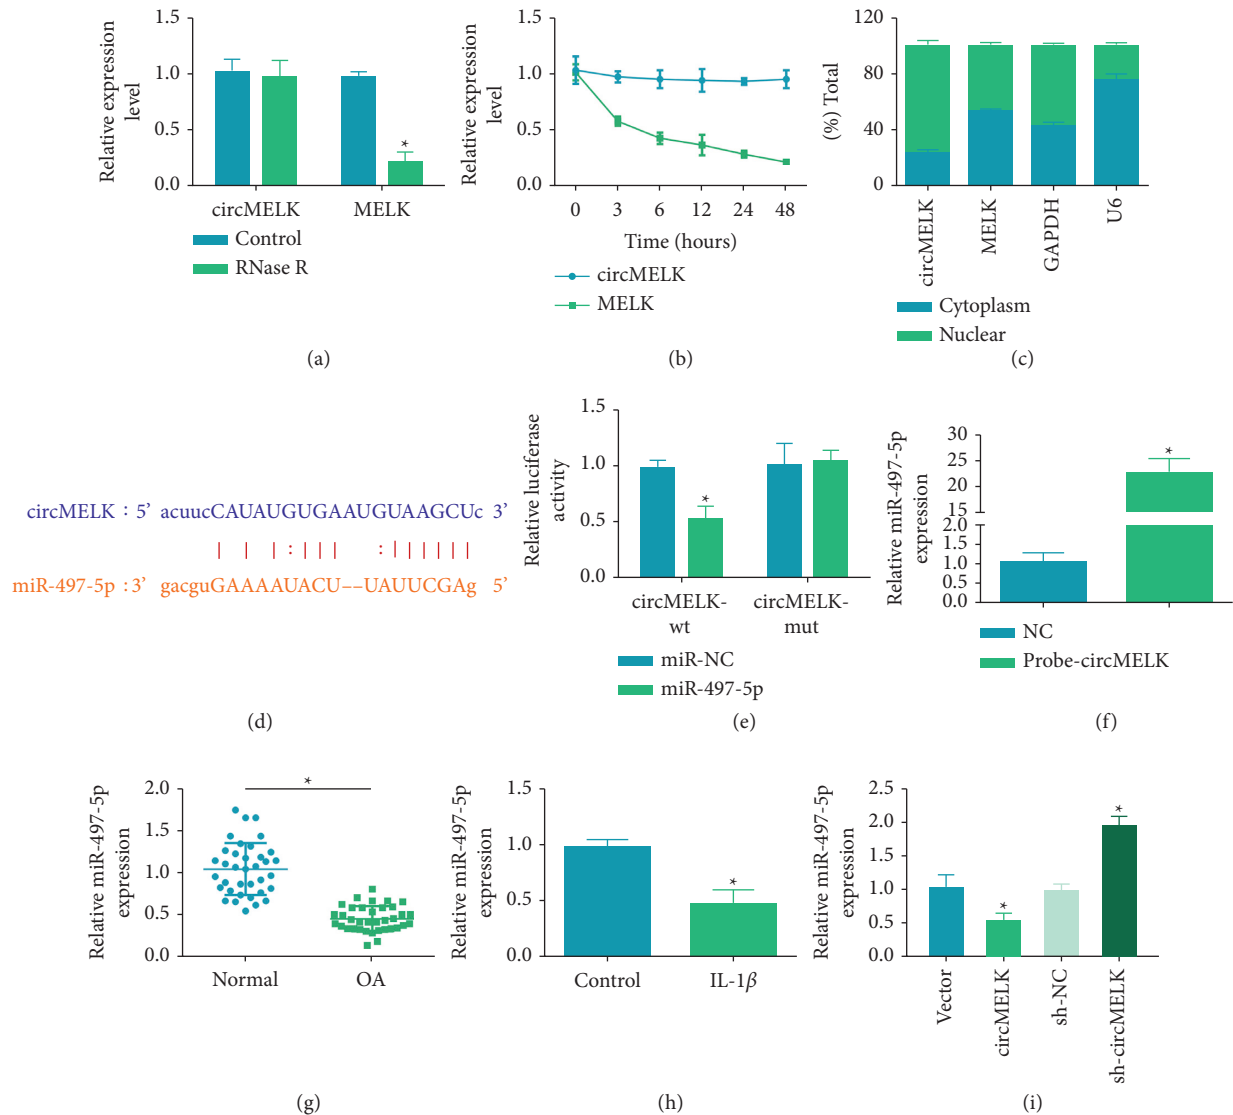 Relative expression
level
1.5
1.0
0.5
0.0
*
circMELK
MELK
Control
RNase R
(a)
Relative expression
level
1.5
1.0
0.5
0.0
0
3
6
12
24
48
Time (hours)
circMELK
MELK
(b)
(%) Total
120
80
40
0
circMELK
MELK
GAPDH
U6
Cytoplasm
Nuclear
(c)
circMELK : 5’ acuucCAUAUGUGAAUGUAAGCUc 3’
miR-497-5p :3’ gacguGAAAAUACU--UAUUCGAg 5’
(d)
Relative luciferase
activity
1.5
1.0
0.5
0.0
*
circMELK-
wt
circMELK-
mut
miR-NC
miR-497-5p
(e)
Relative miR-497-5p
expression
30
25
20
15
2.0
1.5
1.0
0.5
0.0
*
NC
Probe-circMELK
(f)
Relative miR-497-5p
expression
2.0
1.5
1.0
0.5
0.0
*
Normal
OA
(g)
Relative miR-497-5p
expression
1.5
1.0
0.5
0.0
*
Control
IL-1β
(h)
Relative miR-497-5p
expression
2.5
2.0
1.5
1.0
0.5
0.0
*
*
Vector
circMELK
sh-NC
sh-circMELK
(i)